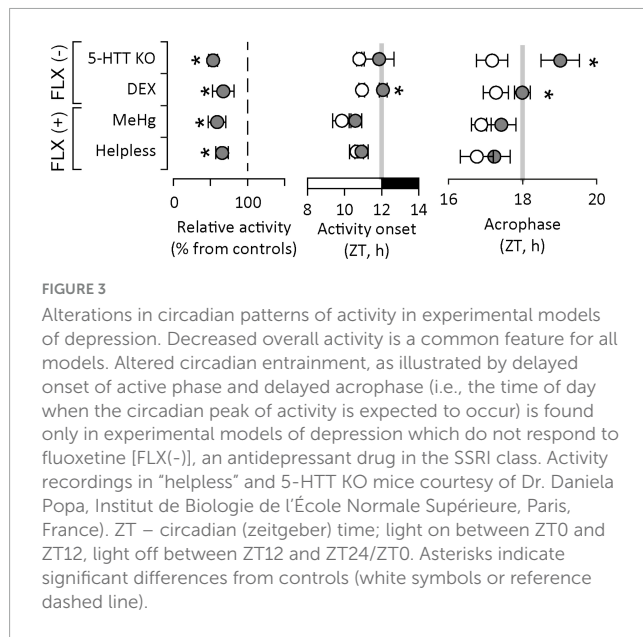 FLX (-)
5-HTT KO
*
*
DEX
*
*
*
FLX (+)
MeHg
*
Helpless
*
0 100
8 10 12 14
16 18 20
Relative activity
(% from controls)
Activity onset
(ZT, h)
Acrophase
(ZT, h)
FIGURE 3
Alterations in circadian patterns of activity in experimental models
of depression. Decreased overall activity is a common feature for all
models. Altered circadian entrainment, as illustrated by delayed
onset of active phase and delayed acrophase (i.e., the time of day
when the circadian peak of activity is expected to occur) is found
only in experimental models of depression which do not respond to
fluoxetine [FLX(-)], an antidepressant drug in the SSRI class. Activity
recordings in "helpless" and 5-HTT KO mice courtesy of Dr. Daniela
Popa, Institut de Biologie de l'École Normale Supérieure, Paris,
France). ZT – circadian (zeitgeber) time; light on between ZT0 and
ZT12, light off between ZT12 and ZT24/ZT0. Asterisks indicate
significant differences from controls (white symbols or reference
dashed line).